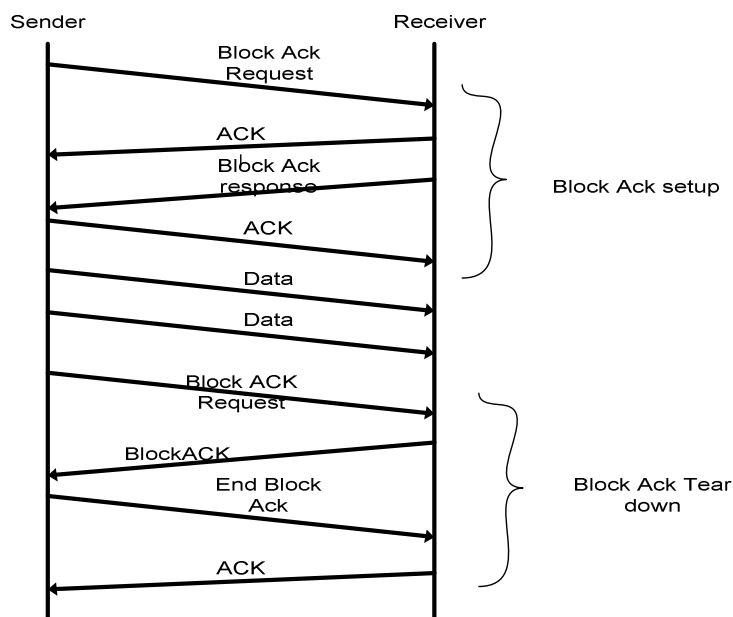 Sender
Receiver
Block Ack
Request
ACK
Block Ack
response
Block Ack setup
ACK
Data
Data
Block ACK
Request
BlockACK
End Block
Ack
Block Ack Tear
down
ACK